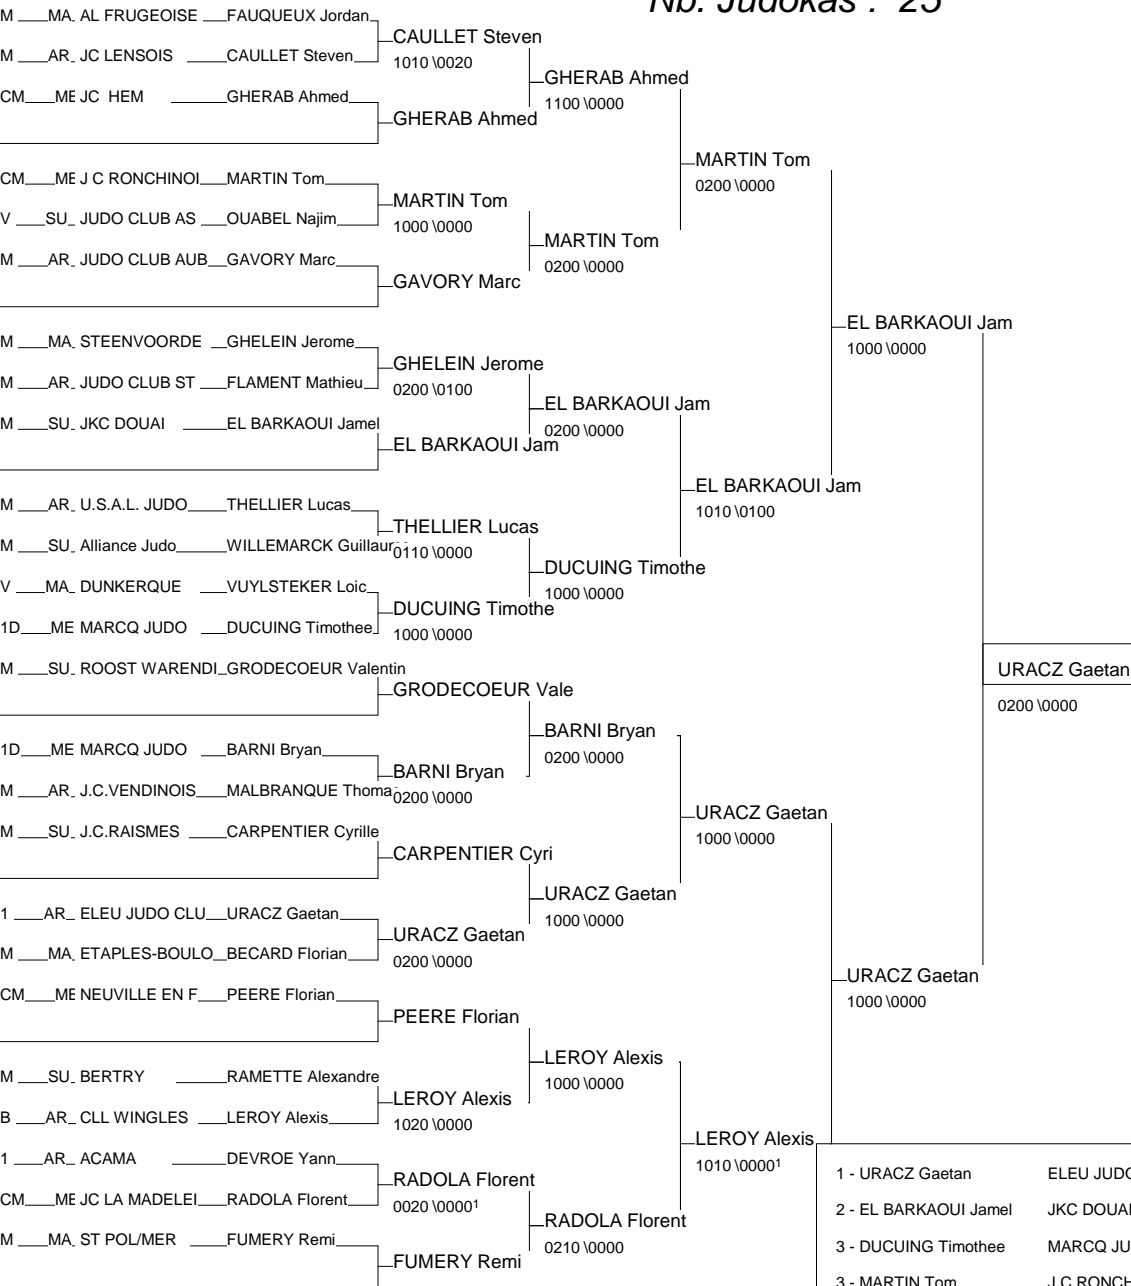 Nb. Judokas : 25
M MA AL FRUGEOISE FAUQUEUX Jordan
CAULLET Steven
M AR JC LENSOIS CAULLET Steven
1010 \0020
GHERAB Ahmed
1100 \0000
CM ME JC HEM GHERAB Ahmed
GHERAB Ahmed
MARTIN Tom
0200 \0000
CM ME J C RONCHINOI MARTIN Tom
MARTIN Tom
1000 \0000
V SU JUDO CLUB AS OUABEL Najim
MARTIN Tom
0200 \0000
M AR JUDO CLUB AUB GAVORY Marc
GAVORY Marc
EL BARKAOUI Jam
1000 \0000
M MA STEENVOORDE GHELEIN Jerome
GHELEIN Jerome
0200 \0100
M AR JUDO CLUB ST FLAMENT Mathieu
EL BARKAOUI Jam
0200 \0000
M SU JKC DOUAI EL BARKAOUI Jamel
EL BARKAOUI Jam
EL BARKAOUI Jam
1010 \0100
M AR U.S.A.L. JUDO THELLIER Lucas
THELLIER Lucas
0110 \0000
M SU Alliance Judo WILLEMARCK
DUCUING Timothe
1000 \0000
V MA DUNKERQUE VUYLSTEKER Loic
DUCUING Timothe
1000 \0000
1D ME MARCQ JUDO DUCUING Timothee
M SU ROOST WARENDI GRODECOEUR Valentin
GRODECOEUR Vale
URACZ Gaetan
0200 \0000
BARNI Bryan
0200 \0000
1D ME MARCQ JUDO BARNI Bryan
BARNI Bryan
0200 \0000
M AR J.C.VENDINOIS MALBRANQUE Thomas
URACZ Gaetan
1000 \0000
M SU J.C.RAISMES CARPENTIER Cyrille
CARPENTIER Cyri
URACZ Gaetan
1000 \0000
1 AR ELEU JUDO CLU URACZ Gaetan
URACZ Gaetan
0200 \0000
M MA ETAPLES-BOULO BECARD Florian
URACZ Gaetan
1000 \0000
CM ME NEUVILLE EN F PEERE Florian
PEERE Florian
LEROY Alexis
1000 \0000
M SU BERTRY RAMETTE Alexandre
LEROY Alexis
1020 \0000
B AR CLL WINGLES LEROY Alexis
LEROY Alexis
1010 \0000¹
1 AR ACAMA DEVROE Yann
RADOLA Florent
0020 \0000¹
CM ME JC LA MADELEI RADOLA Florent
RADOLA Florent
0210 \0000
M MA ST POL/MER FUMERY Remi
FUMERY Remi
1 - URACZ Gaetan ELEU JUDO
2 - EL BARKAOUI Jamel JKC DOUAI
3 - DUCUING Timothee MARCQ JU
3 - MARTIN Tom J.C RONCH